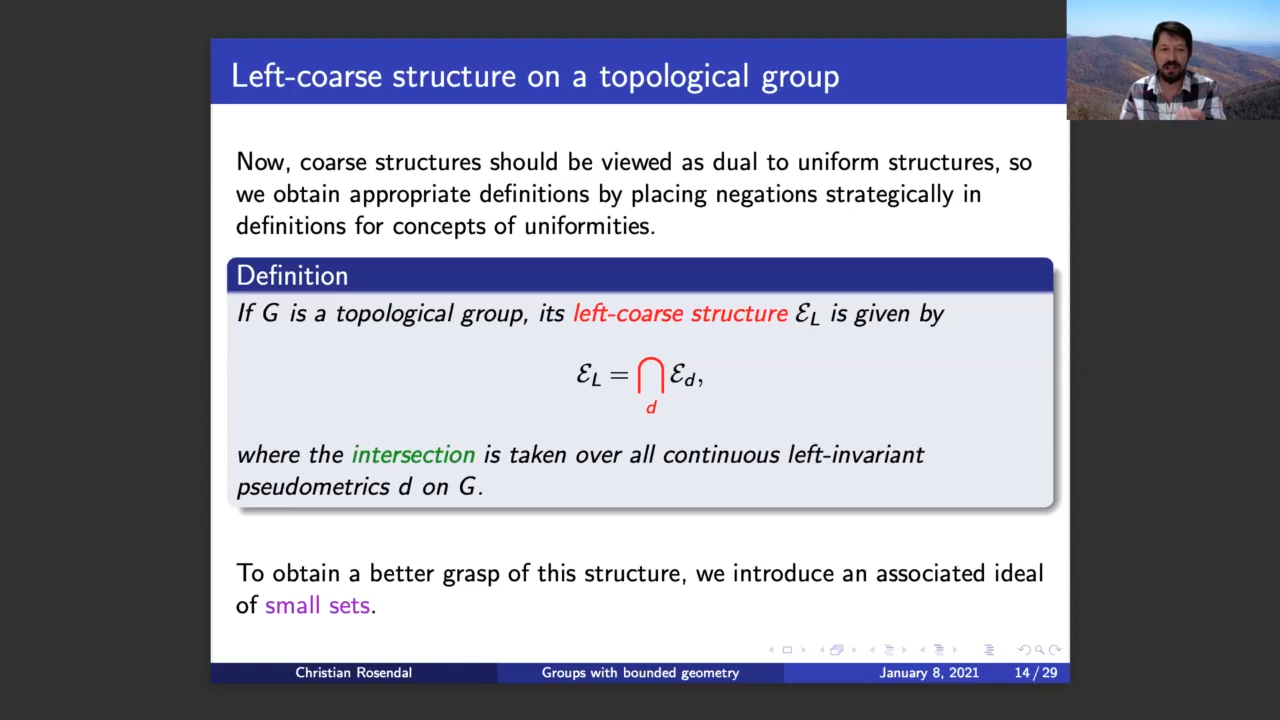 Left-coarse structure on a topological group
Now, coarse structures should be viewed as dual to uniform structures, so
we obtain appropriate definitions by placing negations strategically in
definitions for concepts of uniformities.
Definition
If G is a topological group, its left-coarse structure ℰ_L is given by
ℰ_L = ⋂_d ℰ_d,
where the intersection is taken over all continuous left-invariant
pseudometrics d on G.
To obtain a better grasp of this structure, we introduce an associated ideal
of small sets.
Christian Rosendal
Groups with bounded geometry
January 8, 2021
14 / 29